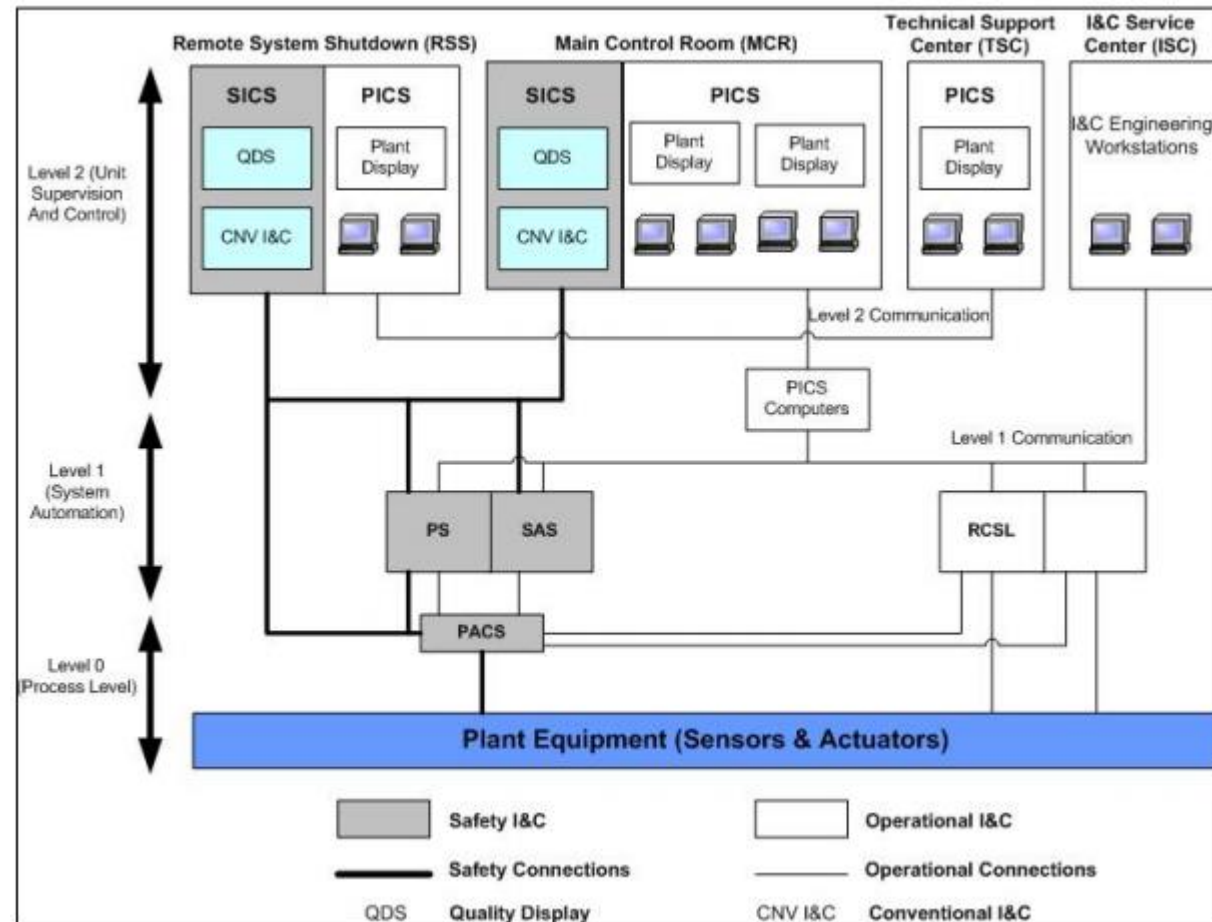 Remote System Shutdown (RSS)
Main Control Room (MCR)
Technical Support
Center (TSC)
I&C Service
Center (ISC)
SICS
PICS
SICS
PICS
PICS
QDS
Plant
Display
QDS
Plant
Display
Plant
Display
Plant
Display
I&C Engineering
Workstations
CNV I&C
CNV I&C
Level 2 (Unit
Supervision
And Control)
Level 2 Communication
PICS
Computers
Level 1 Communication
Level 1
(System
Automation)
PS
SAS
RCSL
PACS
Level 0
(Process Level)
Plant Equipment (Sensors & Actuators)
Safety I&C
Operational I&C
Safety Connections
Operational Connections
QDS
Quality Display
CNV I&C
Conventional I&C